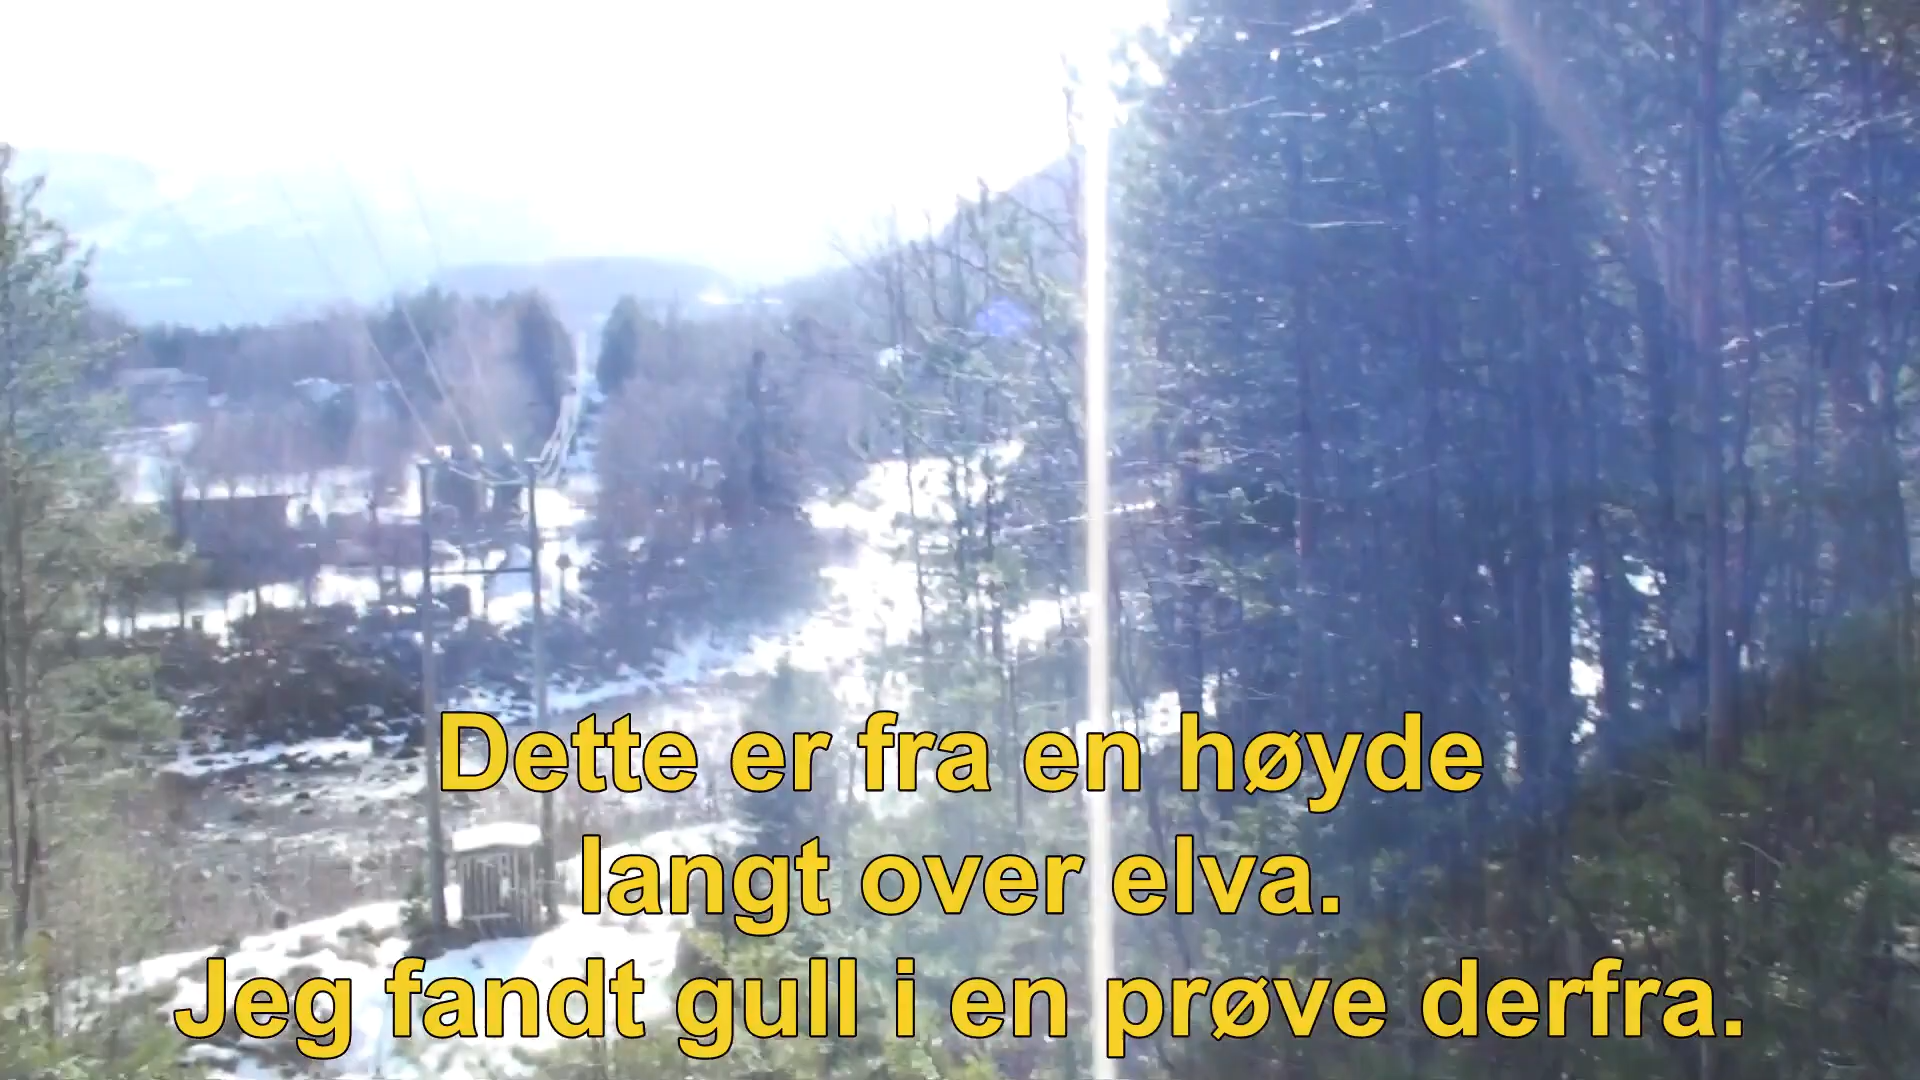 Dette er fra en høyde
langt over elva.
Jeg fandt gull i en prøve derfra.